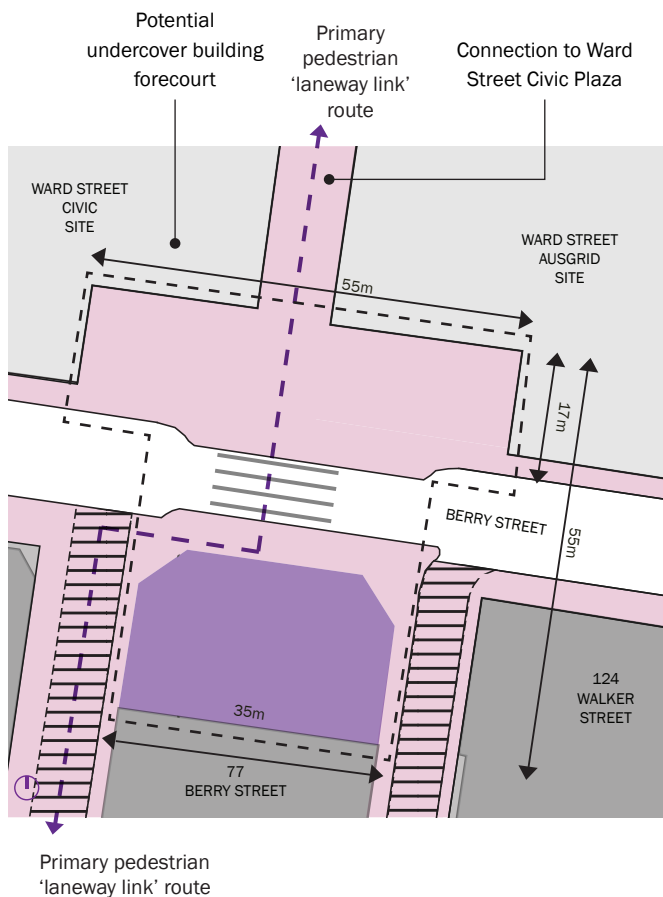 Potential
undercover building
forecourt
Primary
pedestrian
‘laneway link’
route
Connection to Ward
Street Civic Plaza
WARD STREET
CIVIC
SITE
WARD STREET
AUSGRID
SITE
55m
17m
BERRY STREET
55m
124
WALKER
STREET
35m
77
BERRY STREET
Primary pedestrian
‘laneway link’ route